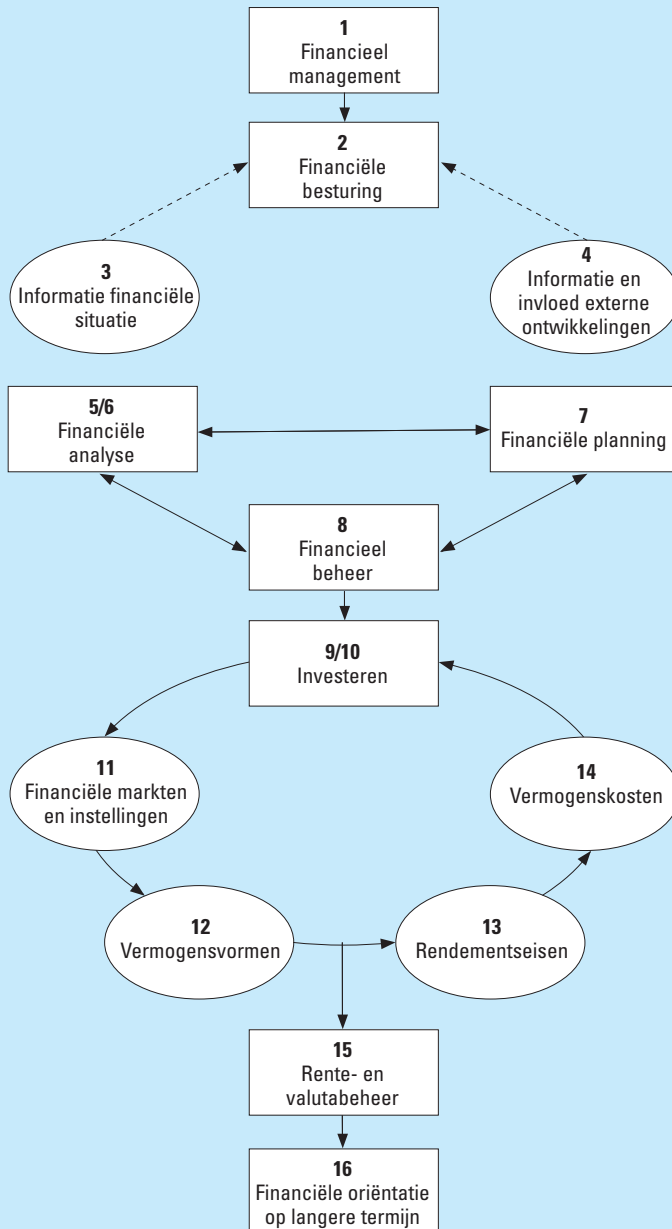 1
Financieel
management
2
Financiële
besturing
3
Informatie financiële
situatie
4
Informatie en
invloed externe
ontwikkelingen
5/6
Financiële
analyse
7
Financiële planning
8
Financieel
beheer
9/10
Investeren
11
Financiële markten
en instellingen
14
Vermogenskosten
12
Vermogensvormen
13
Rendementseisen
15
Rente- en
valutabeheer
16
Financiële oriëntatie
op langere termijn